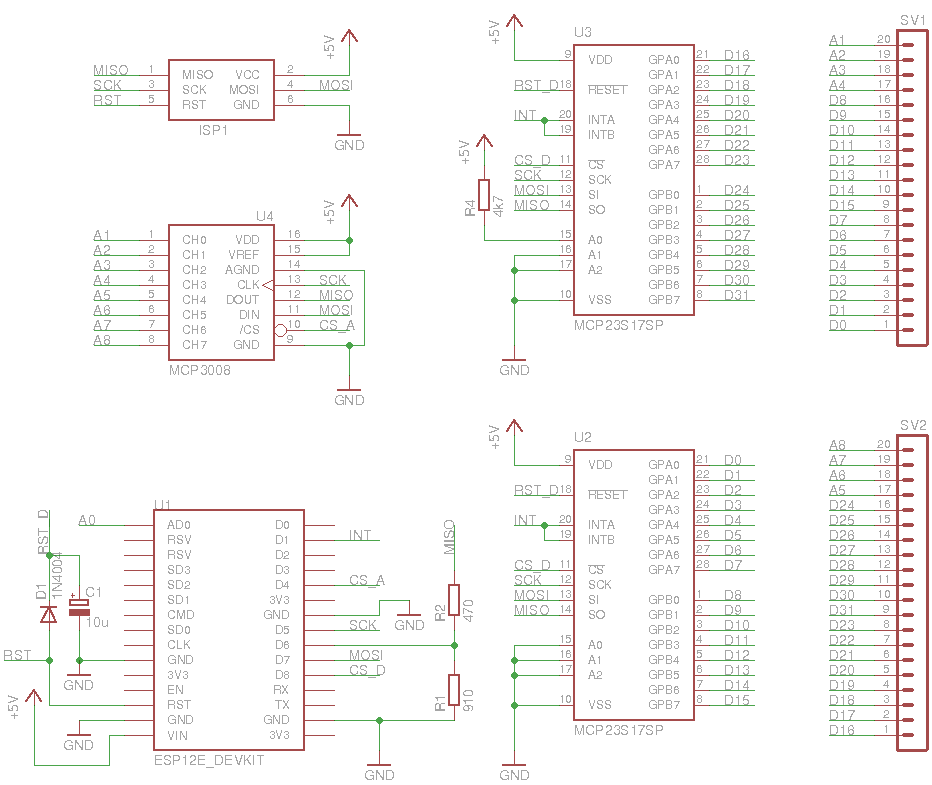 +5V
MISO 1 MISO VCC 2
SCK 3 MOSI 4 MOSI
RST 5 RST GND 6
ISP1
GND
+5V
U4
A1 1 CH0 VDD 16
A2 2 CH1 VREF 15
A3 3 CH2 AGND 14
A4 4 CH3 CLK 13 SCK
A5 5 CH4 DOUT 12 MISO
A6 6 CH5 DIN 11 MOSI
A7 7 CH6 /CS 10 CS_A
A8 8 CH7 GND 9
MCP3008
GND
+5V
U3
9 VDD GPA0 21 D16
GPA1 22 D17
RST_D 18 RESET GPA2 23 D18
GPA3 24 D19
INT 20 INTA GPA4 25 D20
19 INTB GPA5 26 D21
GPA6 27 D22
CS_D 11 CS GPA7 28 D23
SCK 12 SCK
MOSI 13 SI GPB0 1 D24
MISO 14 SO GPB1 2 D25
GPB2 3 D26
15 A0 GPB3 4 D27
16 A1 GPB4 5 D28
17 A2 GPB5 6 D29
GPB6 7 D30
10 VSS GPB7 8 D31
MCP23S17SP
+5V
R4
4k7
GND
SV1
A1 20
A2 19
A3 18
A4 17
D8 16
D9 15
D10 14
D11 13
D12 12
D13 11
D14 10
D15 9
D7 8
D6 7
D5 6
D4 5
D3 4
D2 3
D1 2
D0 1
U1
A0 AD0 D0
RSV D1 INT
RSV D2
SD3 D3
SD2 D4 CS_A
SD1 3V3
CMD GND
SD0 D5 SCK
CLK D6
GND D7 MOSI
3V3 D8 CS_D
EN RX
RST TX
GND GND
VIN 3V3
ESP12E_DEVKIT
RST_D
D1
1N4004
+
C1
10u
RST
GND
+5V
GND
GND
MISO
R2
470
R1
910
GND
+5V
U2
9 VDD GPA0 21 D0
GPA1 22 D1
RST_D 18 RESET GPA2 23 D2
GPA3 24 D3
INT 20 INTA GPA4 25 D4
19 INTB GPA5 26 D5
GPA6 27 D6
CS_D 11 CS GPA7 28 D7
SCK 12 SCK
MOSI 13 SI GPB0 1 D8
MISO 14 SO GPB1 2 D9
GPB2 3 D10
15 A0 GPB3 4 D11
16 A1 GPB4 5 D12
17 A2 GPB5 6 D13
GPB6 7 D14
10 VSS GPB7 8 D15
MCP23S17SP
GND
SV2
A8 20
A7 19
A6 18
A5 17
D24 16
D25 15
D26 14
D27 13
D28 12
D29 11
D30 10
D31 9
D23 8
D22 7
D21 6
D20 5
D19 4
D18 3
D17 2
D16 1